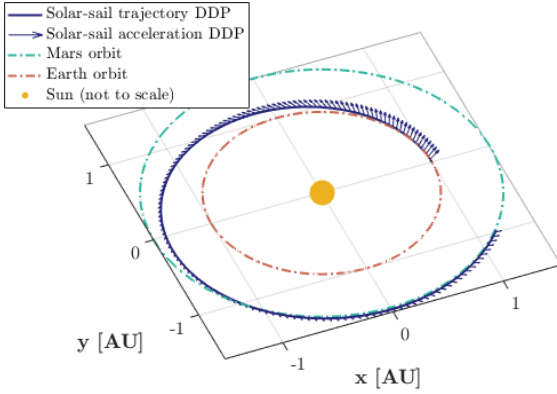 Solar-sail trajectory DDP
Solar-sail acceleration DDP
Mars orbit
Earth orbit
Sun (not to scale)
1
0
-1
y [AU]
-1
0
1
x [AU]